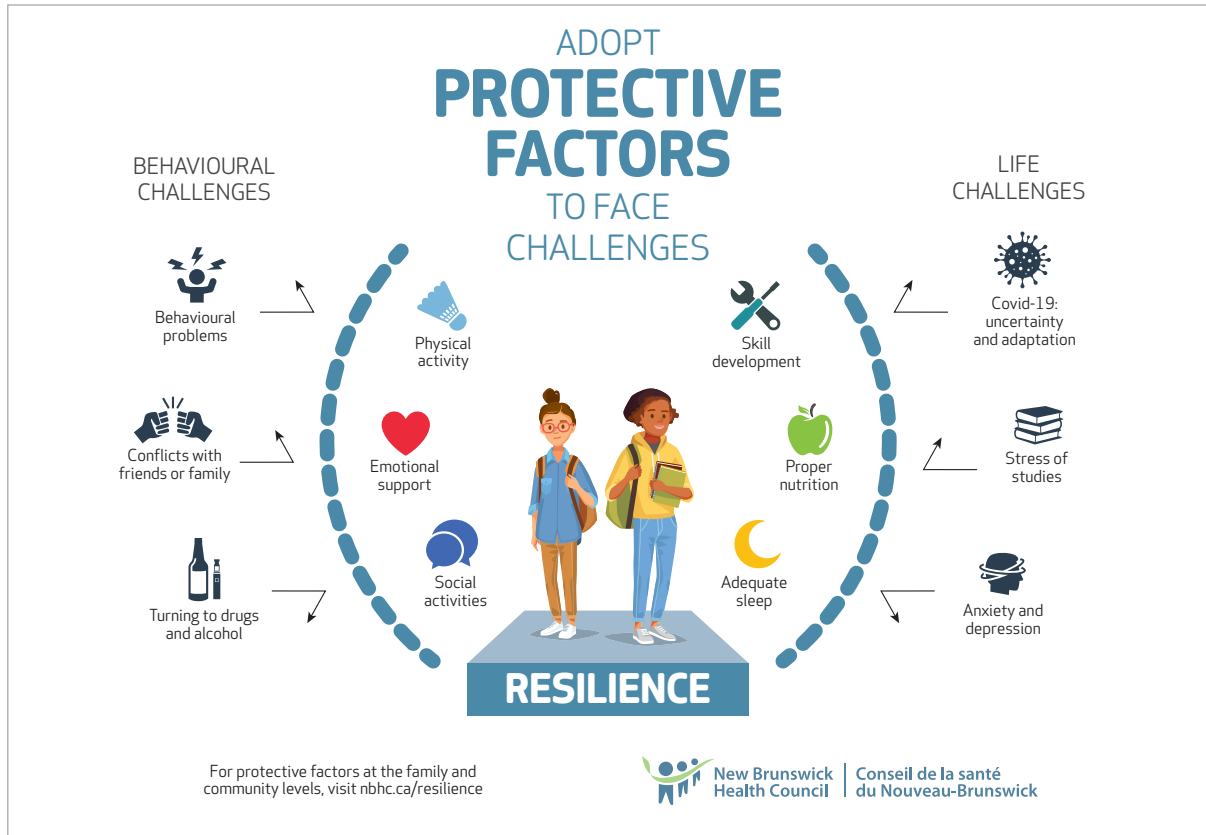 ADOPT
PROTECTIVE
FACTORS
TO FACE
CHALLENGES
BEHAVIOURAL
CHALLENGES
Behavioural
problems
Conflicts with
friends or family
Turning to drugs
and alcohol
Physical
activity
Emotional
support
Social
activities
Skill
development
Proper
nutrition
Adequate
sleep
LIFE
CHALLENGES
Covid-19:
uncertainty
and adaptation
Stress of
studies
Anxiety and
depression
RESILIENCE
For protective factors at the family and
community levels, visit nbhc.ca/resilience
New Brunswick
Health Council
Conseil de la santé
du Nouveau-Brunswick